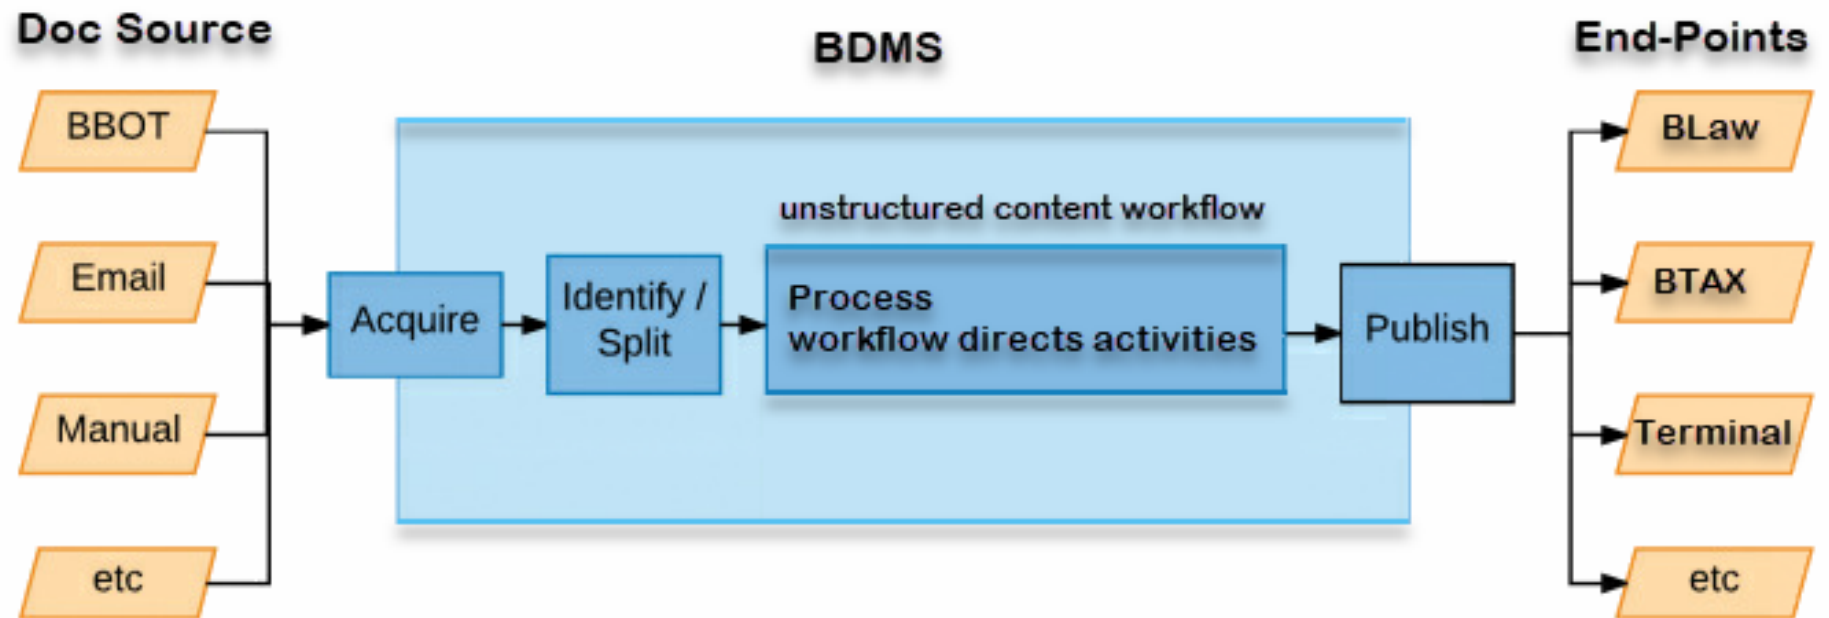 Doc Source
BDMS
End-Points
BBOT
Email
Manual
etc
Acquire
Identify /
Split
unstructured content workflow
Process
workflow directs activities
Publish
BLaw
BTAX
Terminal
etc